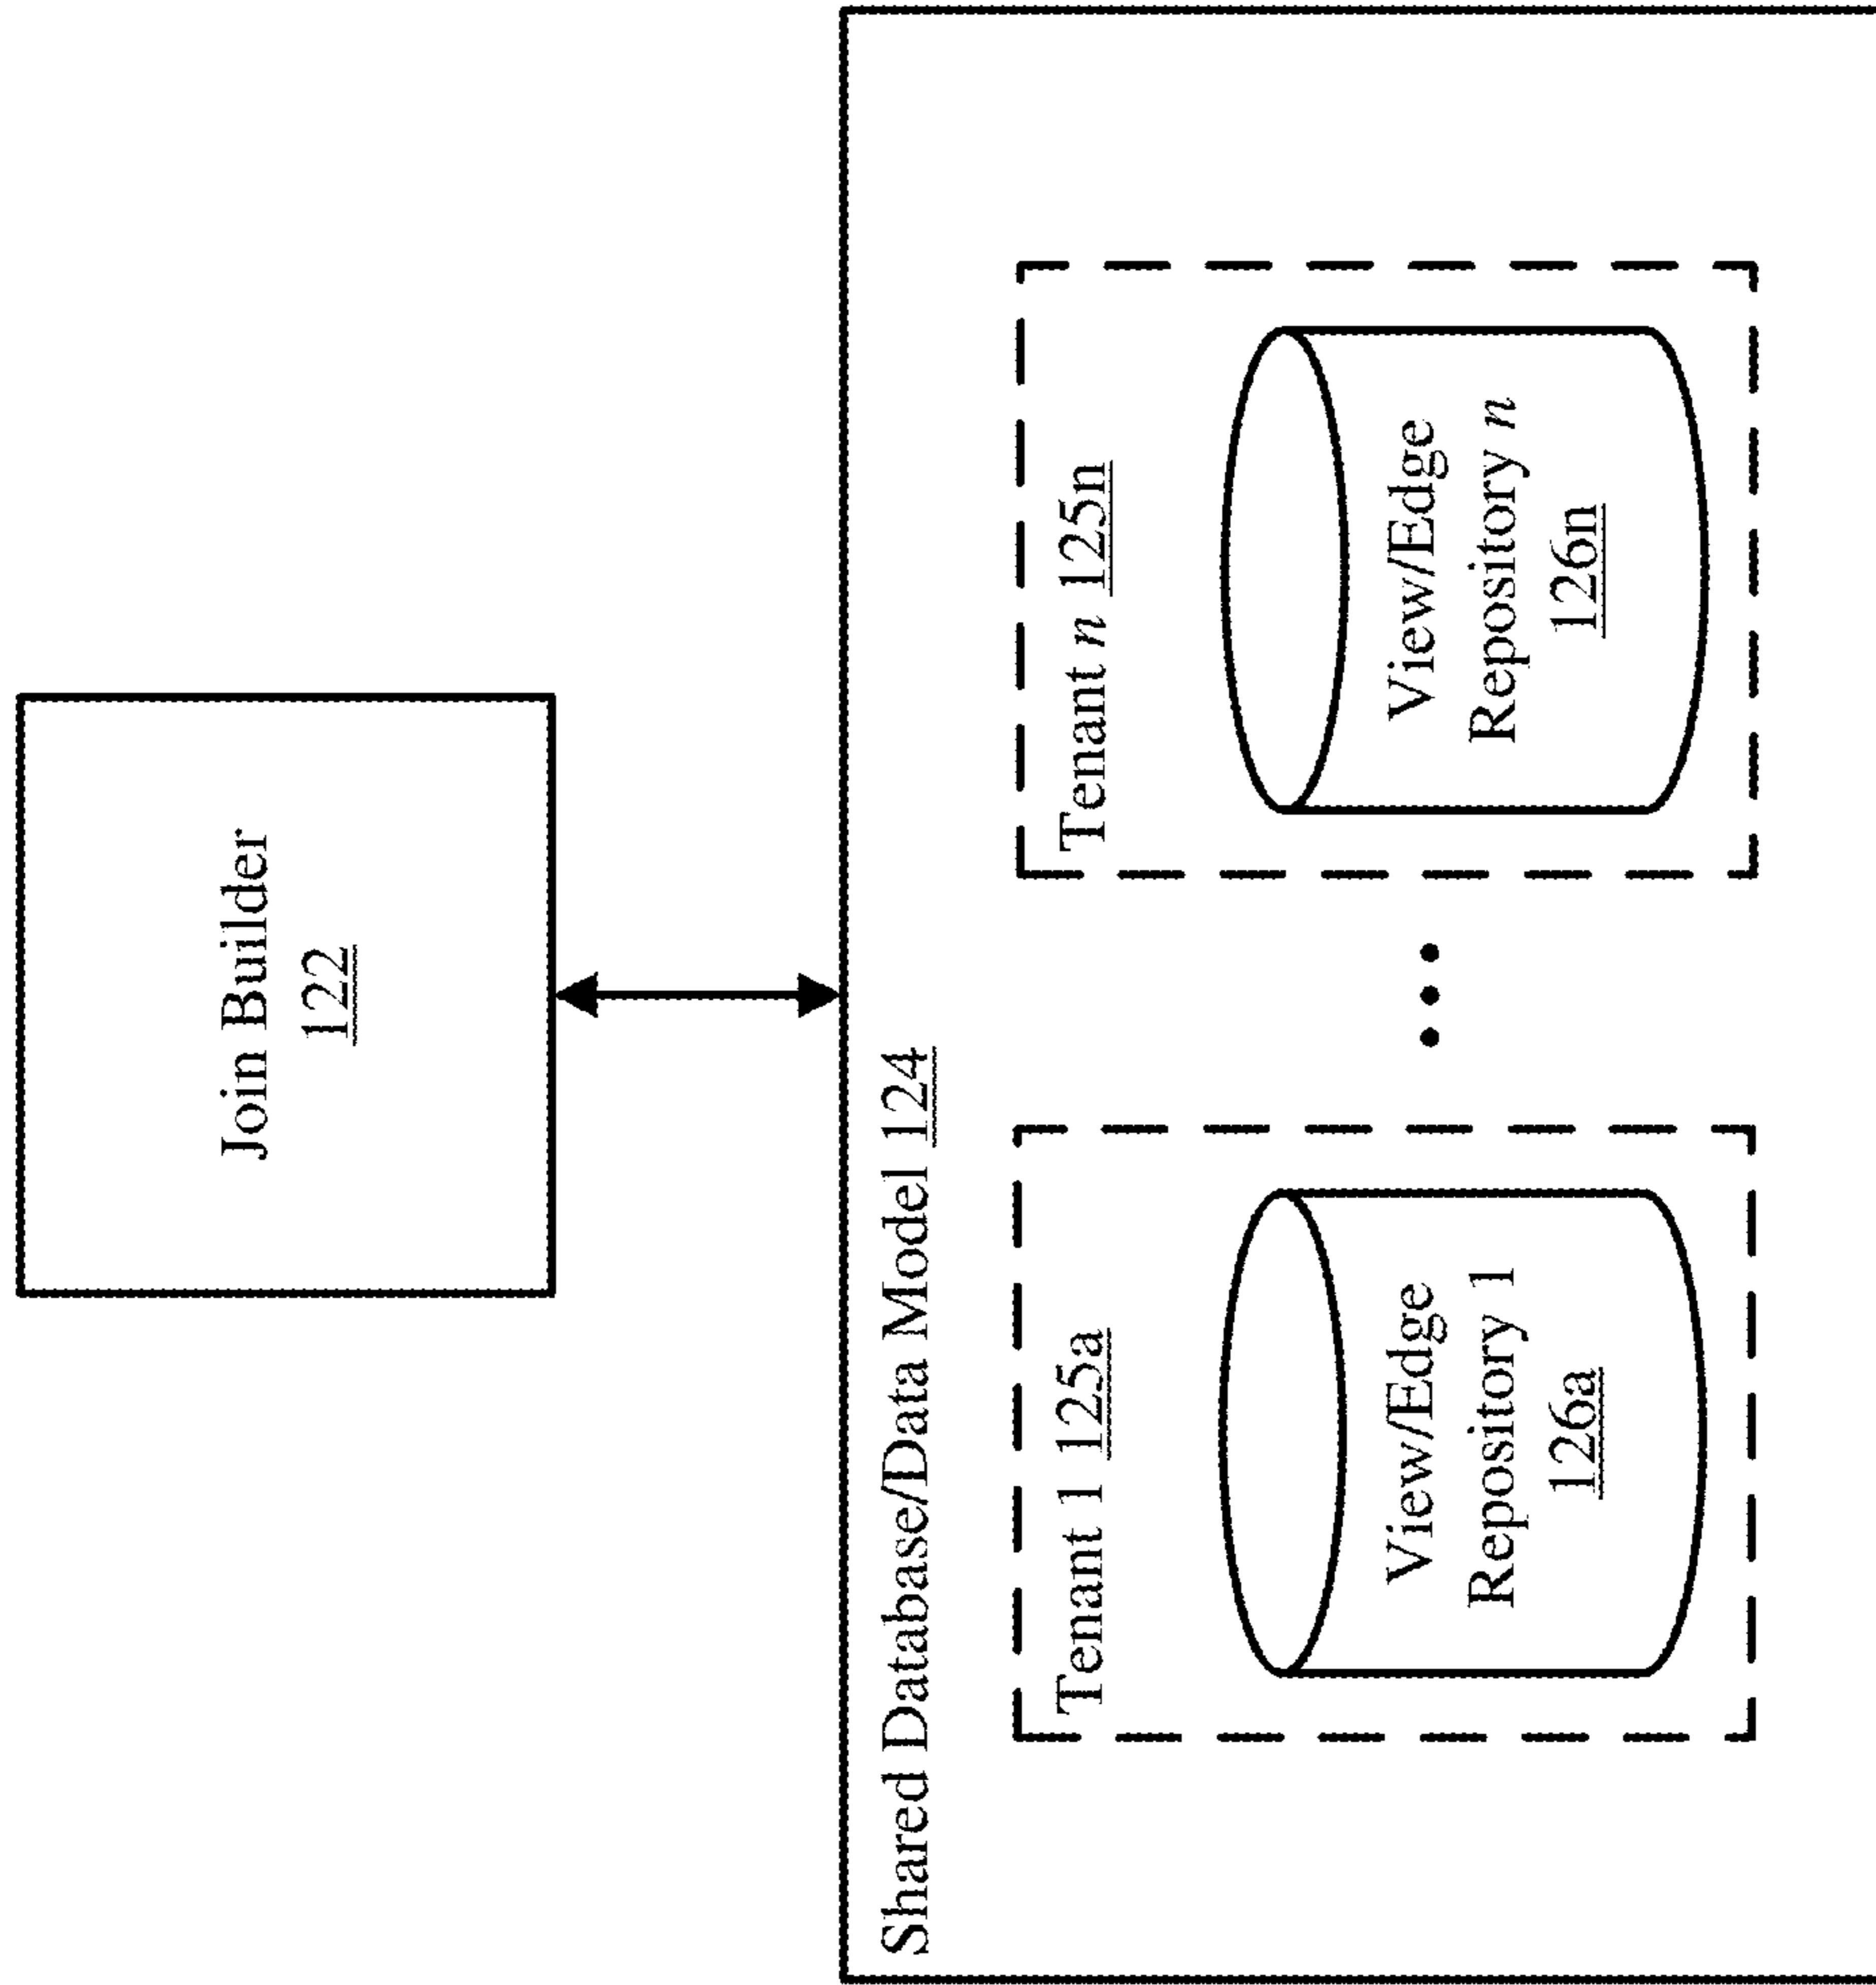 Join Builder
122
Shared Database/Data Model 124
Tenant 1 125a
View/Edge
Repository 1
126a
Tenant n 125n
View/Edge
Repository n
126n